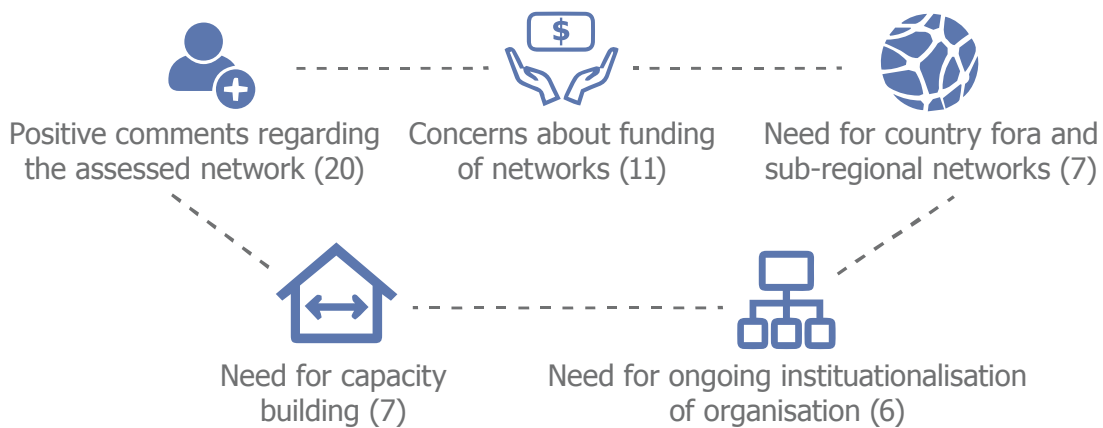 $
Positive comments regarding
the assessed network (20)
Concerns about funding
of networks (11)
Need for country fora and
sub-regional networks (7)
Need for capacity
building (7)
Need for ongoing instituationalisation
of organisation (6)